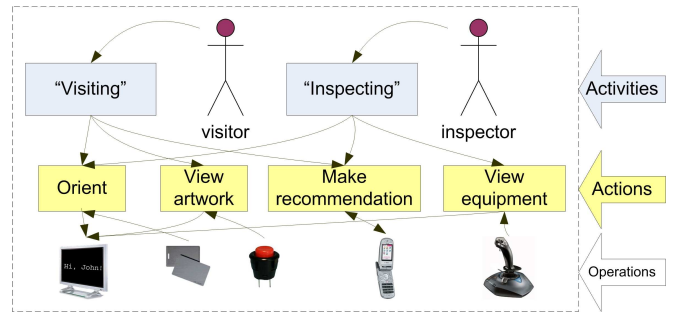 “Visiting”
“Inspecting”
Activities
visitor
inspector
Orient
View
artwork
Make
recommendation
View
equipment
Actions
Hi, John!
Operations